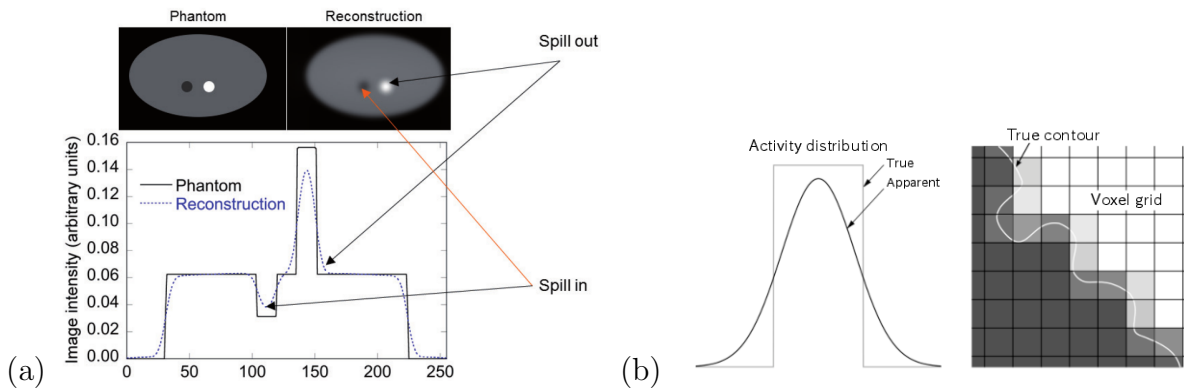 Phantom Reconstruction
Spill out
Image intensity (arbitrary units)
0.16
0.14
0.12
0.10
0.08
0.06
0.04
0.02
0.00
Phantom
Reconstruction
Spill in
0 50 100 150 200 250
(a)
Activity distribution
True
Apparent
True contour
Voxel grid
(b)